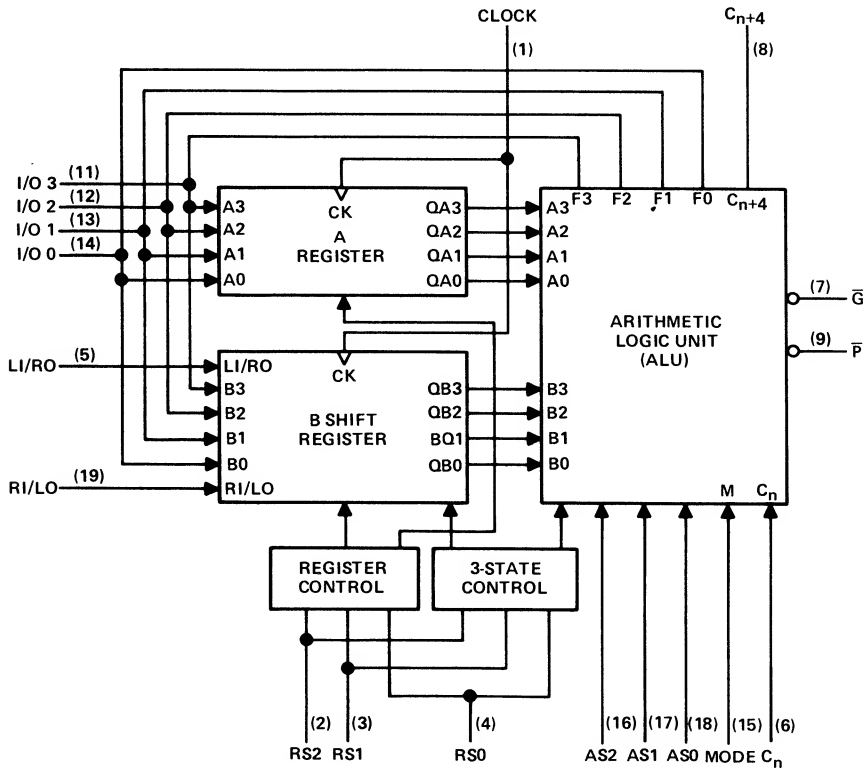 CLOCK
C_n+4
(1)
(8)
I/O 3 (11)
I/O 2 (12)
I/O 1 (13)
I/O 0 (14)
CK
A
REGISTER
A3
A2
A1
A0
QA3
QA2
QA1
QA0
F3 F2 F1 F0 C_n+4
A3
A2
A1
A0
ARITHMETIC
LOGIC UNIT
(ALU)
(7) G̅
(9) P̅
LI/RO (5)
LI/RO
CK
B3
B2
B1
B0
B SHIFT
REGISTER
QB3
QB2
BQ1
QB0
B3
B2
B1
B0
RI/LO (19)
RI/LO
M C_n
REGISTER
CONTROL
3-STATE
CONTROL
(2) (3) (4) (16) (17) (18) (15) (6)
RS2 RS1 RS0 AS2 AS1 AS0 MODE C_n